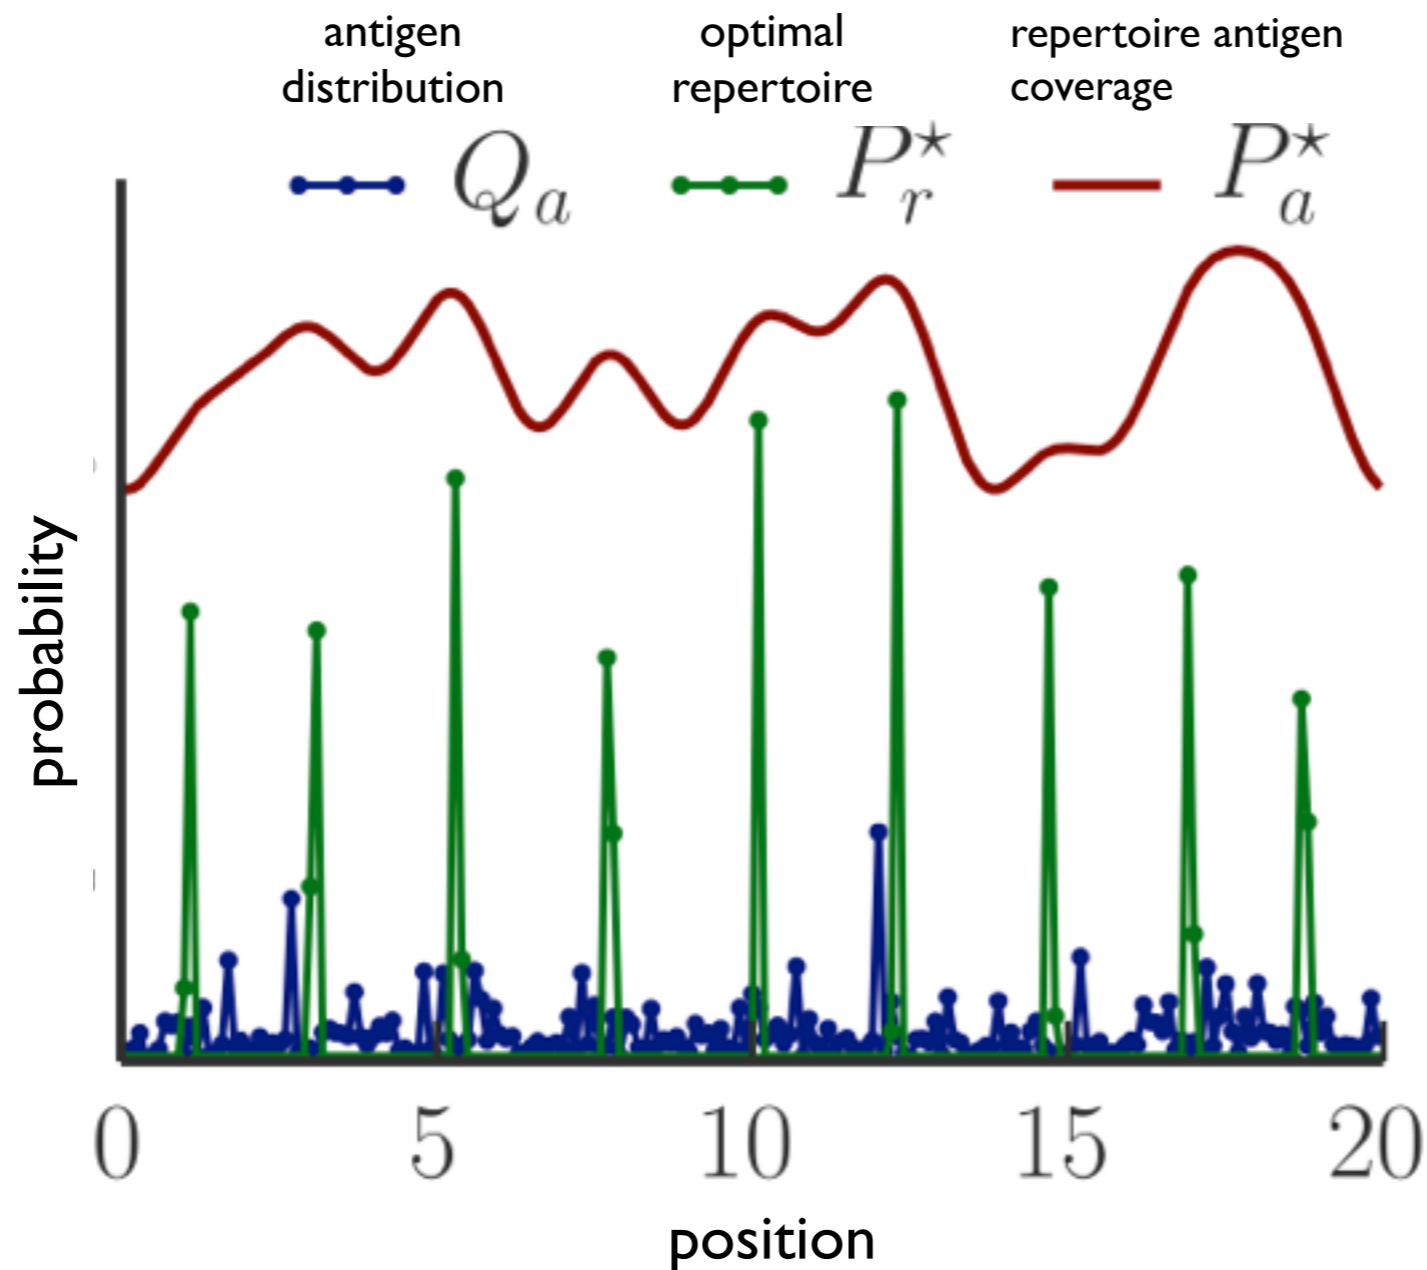 antigen
distribution
optimal
repertoire
repertoire antigen
coverage
Qₐ
P*ᵣ
P*ₐ
probability
0 5 10 15 20
position